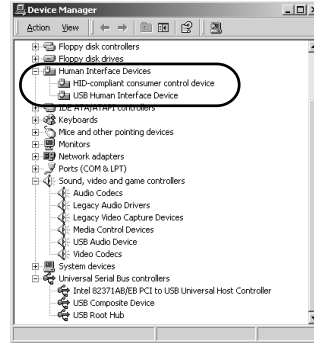 Device Manager
Action View
Floppy disk controllers
Floppy disk drives
Human Interface Devices
HID-compliant consumer control device
USB Human Interface Device
IDE ATA/ATAPI controllers
Keyboards
Mice and other pointing devices
Monitors
Network adapters
Ports (COM & LPT)
Sound, video and game controllers
Audio Codecs
Legacy Audio Drivers
Legacy Video Capture Devices
Media Control Devices
USB Audio Device
Video Codecs
System devices
Universal Serial Bus controllers
Intel 82371AB/EB PCI to USB Universal Host Controller
USB Composite Device
USB Root Hub